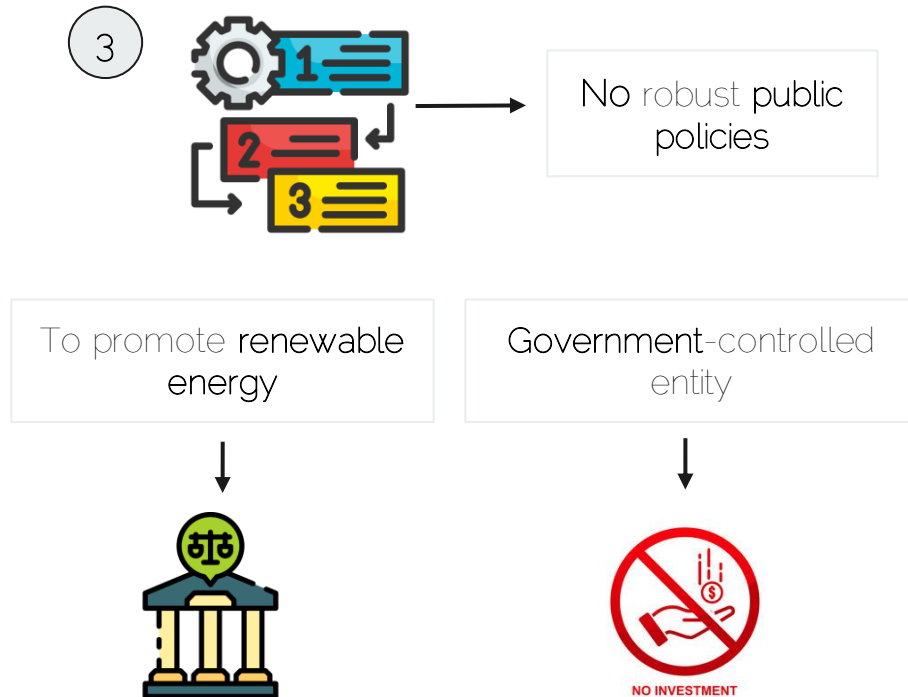 3
1
2
3
No robust public
policies
To promote renewable
energy
Government-controlled
entity
$
NO INVESTMENT